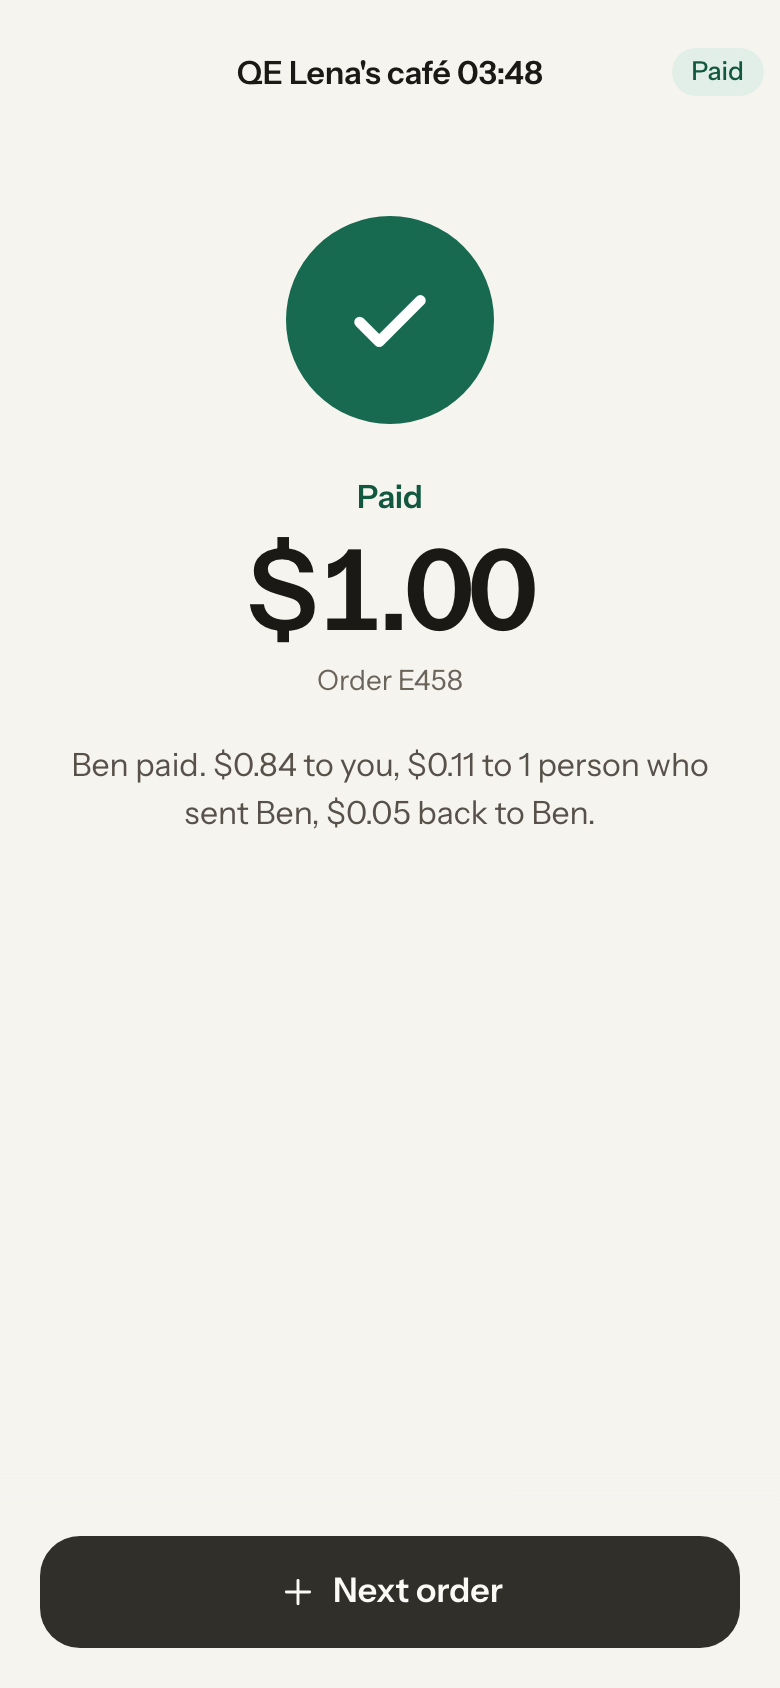 QE Lena's café 03:48
Paid
Paid
$1.00
Order E458
Ben paid. $0.84 to you, $0.11 to 1 person who
sent Ben, $0.05 back to Ben.
Next order